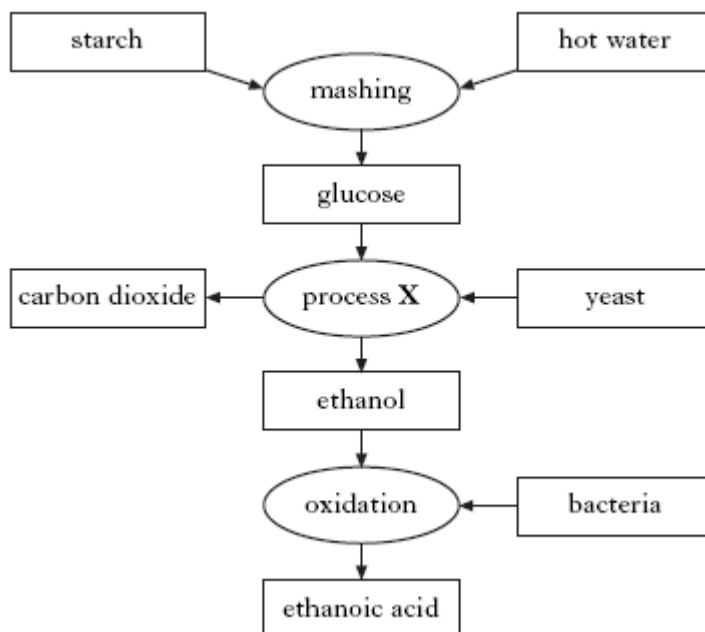 starch
hot water
mashing
glucose
carbon dioxide
process X
yeast
ethanol
oxidation
bacteria
ethanoic acid